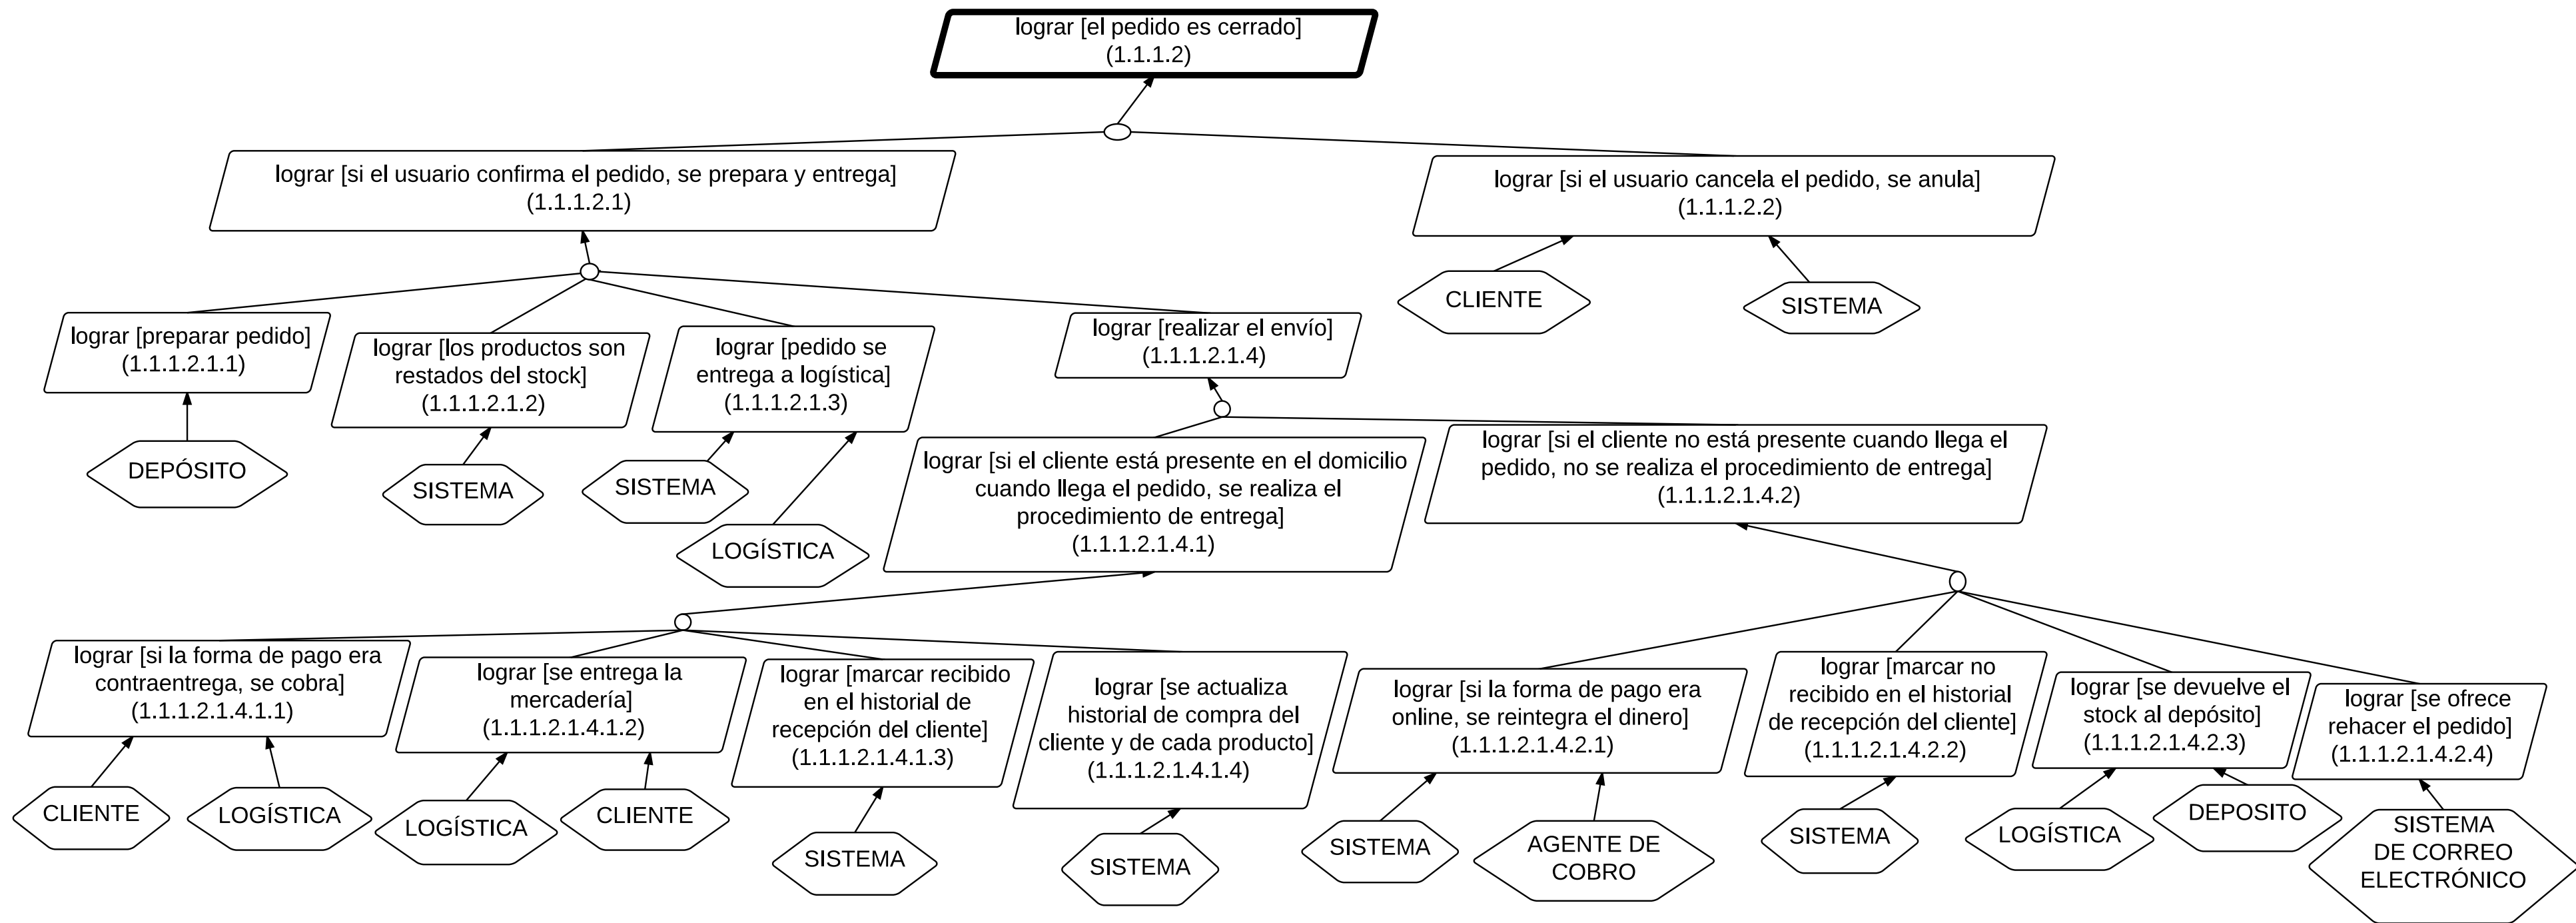 lograr [el pedido es cerrado]
(1.1.1.2)
lograr [si el usuario confirma el pedido, se prepara y entrega]
(1.1.1.2.1)
lograr [si el usuario cancela el pedido, se anula]
(1.1.1.2.2)
CLIENTE
SISTEMA
lograr [preparar pedido]
(1.1.1.2.1.1)
lograr [los productos son
restados del stock]
(1.1.1.2.1.2)
lograr [pedido se
entrega a logística]
(1.1.1.2.1.3)
lograr [realizar el envío]
(1.1.1.2.1.4)
DEPÓSITO
SISTEMA
SISTEMA
LOGÍSTICA
lograr [si el cliente está presente en el domicilio
cuando llega el pedido, se realiza el
procedimiento de entrega]
(1.1.1.2.1.4.1)
lograr [si el cliente no está presente cuando llega el
pedido, no se realiza el procedimiento de entrega]
(1.1.1.2.1.4.2)
lograr [si la forma de pago era
contraentrega, se cobra]
(1.1.1.2.1.4.1.1)
lograr [se entrega la
mercadería]
(1.1.1.2.1.4.1.2)
lograr [marcar recibido
en el historial de
recepción del cliente]
(1.1.1.2.1.4.1.3)
lograr [se actualiza
historial de compra del
cliente y de cada producto]
(1.1.1.2.1.4.1.4)
lograr [si la forma de pago era
online, se reintegra el dinero]
(1.1.1.2.1.4.2.1)
lograr [marcar no
recibido en el historial
de recepción del cliente]
(1.1.1.2.1.4.2.2)
lograr [se devuelve el
stock al depósito]
(1.1.1.2.1.4.2.3)
lograr [se ofrece
rehacer el pedido]
(1.1.1.2.1.4.2.4)
CLIENTE
LOGÍSTICA
LOGÍSTICA
CLIENTE
SISTEMA
SISTEMA
SISTEMA
AGENTE DE
COBRO
SISTEMA
LOGÍSTICA
DEPOSITO
SISTEMA
DE CORREO
ELECTRÓNICO